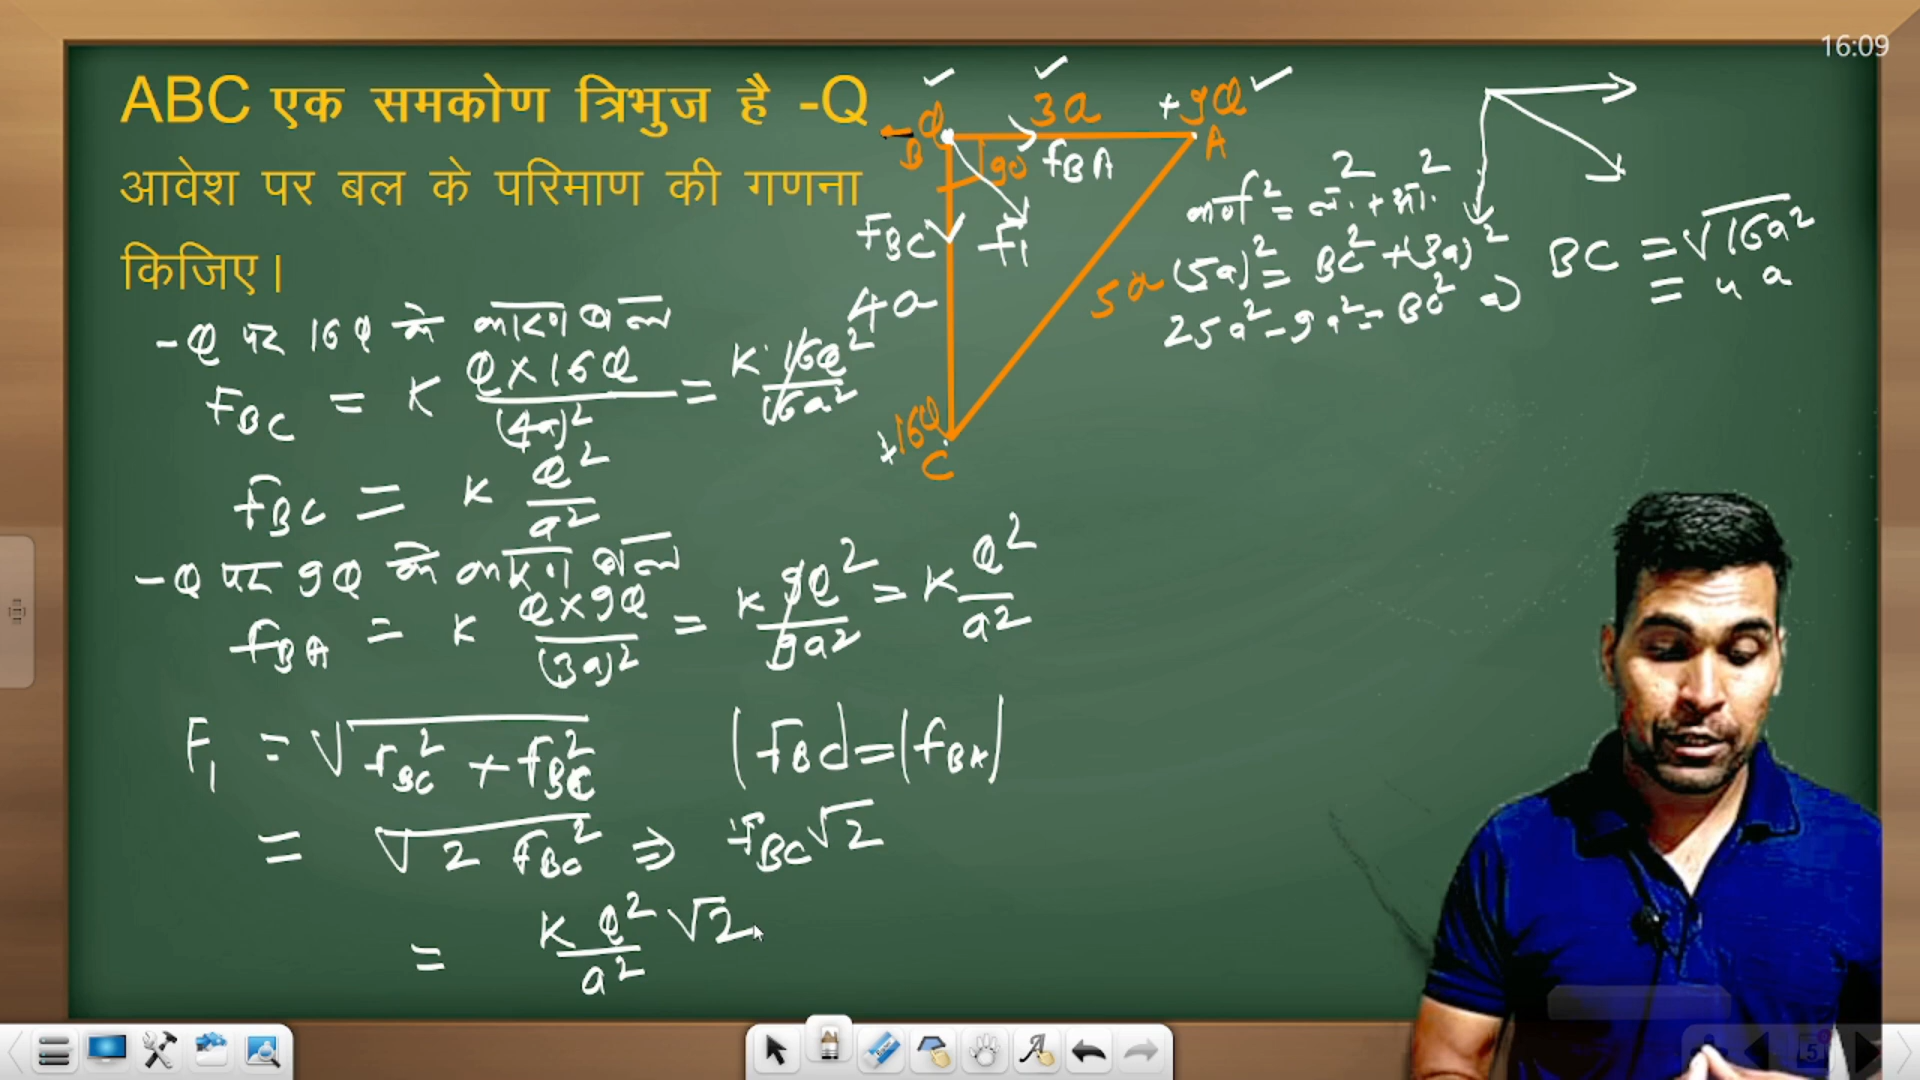 16:09
ABC एक समकोण त्रिभुज है -Q
आवेश पर बल के परिमाण की गणना
किजिए।
-Q
B
3a
+9Q
A
90
FBA
FBC
F1
4a
5a
+16Q
C
कर्ण² = ल.² + आ.²
(5a)² = BC² + (3a)²
25a² - 9a² = BC² ⇒
BC = √16a²
= 4a
-Q पर 16Q के कारण बल
FBC = K Q×16Q/(4a)² = K 16Q²/16a²
FBC = K Q²/a²
-Q पर 9Q के कारण बल
FBA = K Q×9Q/(3a)² = K 9Q²/9a² = K Q²/a²
F1 = √FBC² + FBC² |FBC| = |FBA|
= √2 FBC² ⇒ FBC√2
= K Q²/a² √2